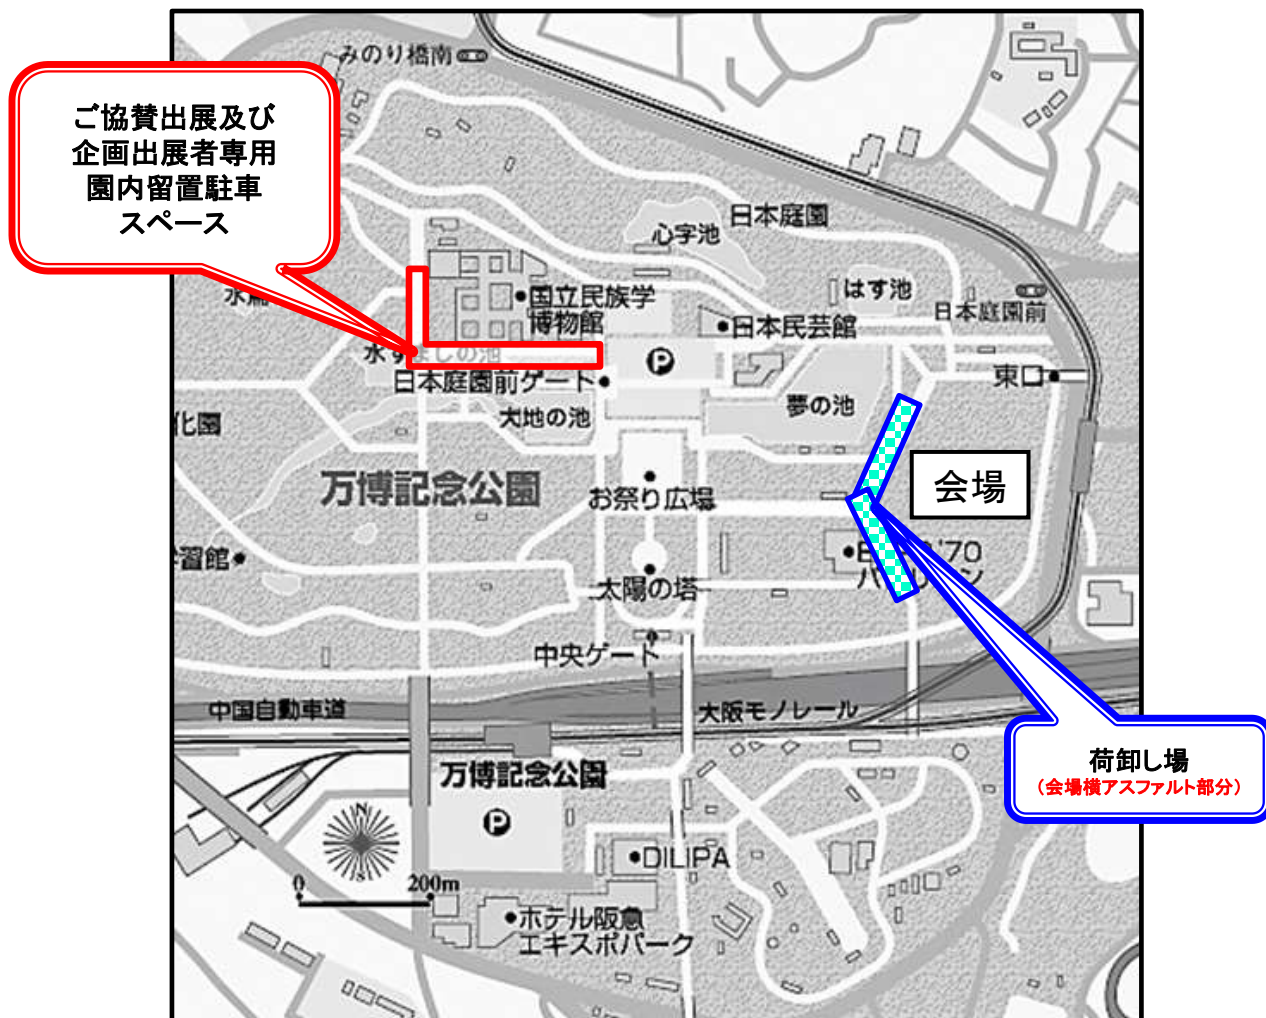 みのり橋南
ご協賛出展及び
企画出展者専用
園内留置駐車
スペース
日本庭園
心字池
はす池
日本庭園前
国立民族学
博物館
日本民芸館
P
日本庭園前ゲート
東口
夢の池
大地の池
化園
万博記念公園
会場
お祭り広場
習館
'70
太陽の塔
中央ゲート
中国自動車道
大阪モノレール
荷卸し場
(会場横アスファルト部分)
万博記念公園
P
N
S
0 200m
DILIPA
ホテル阪急
エキスポパーク